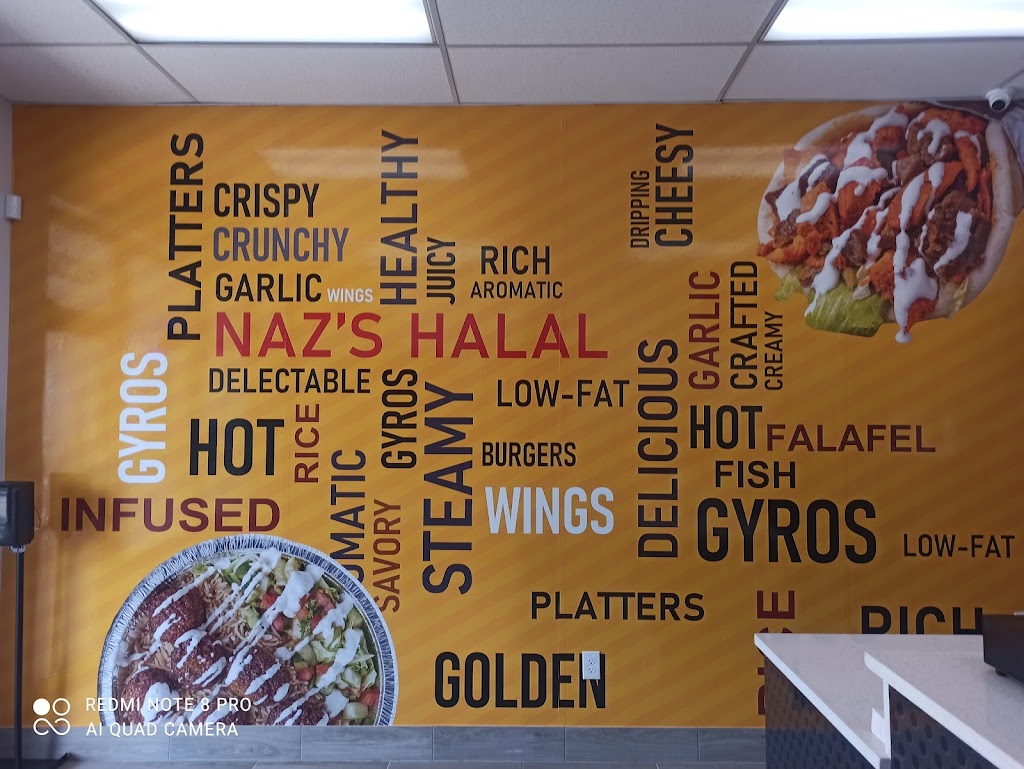 PLATTERS
CRISPY
CRUNCHY
GARLIC
WINGS
HEALTHY
JUICY
RICH
AROMATIC
DRIPPING
CHEESY
NAZ'S HALAL
GARLIC
CRAFTED
CREAMY
GYROS
DELECTABLE
HOT
RICE
GYROS
STEAMY
LOW-FAT
BURGERS
WINGS
DELICIOUS
HOT
FALAFEL
FISH
GYROS
LOW-FAT
INFUSED
OMATIC
SAVORY
PLATTERS
RICH
GOLDEN
REDMI NOTE 8 PRO
AI QUAD CAMERA